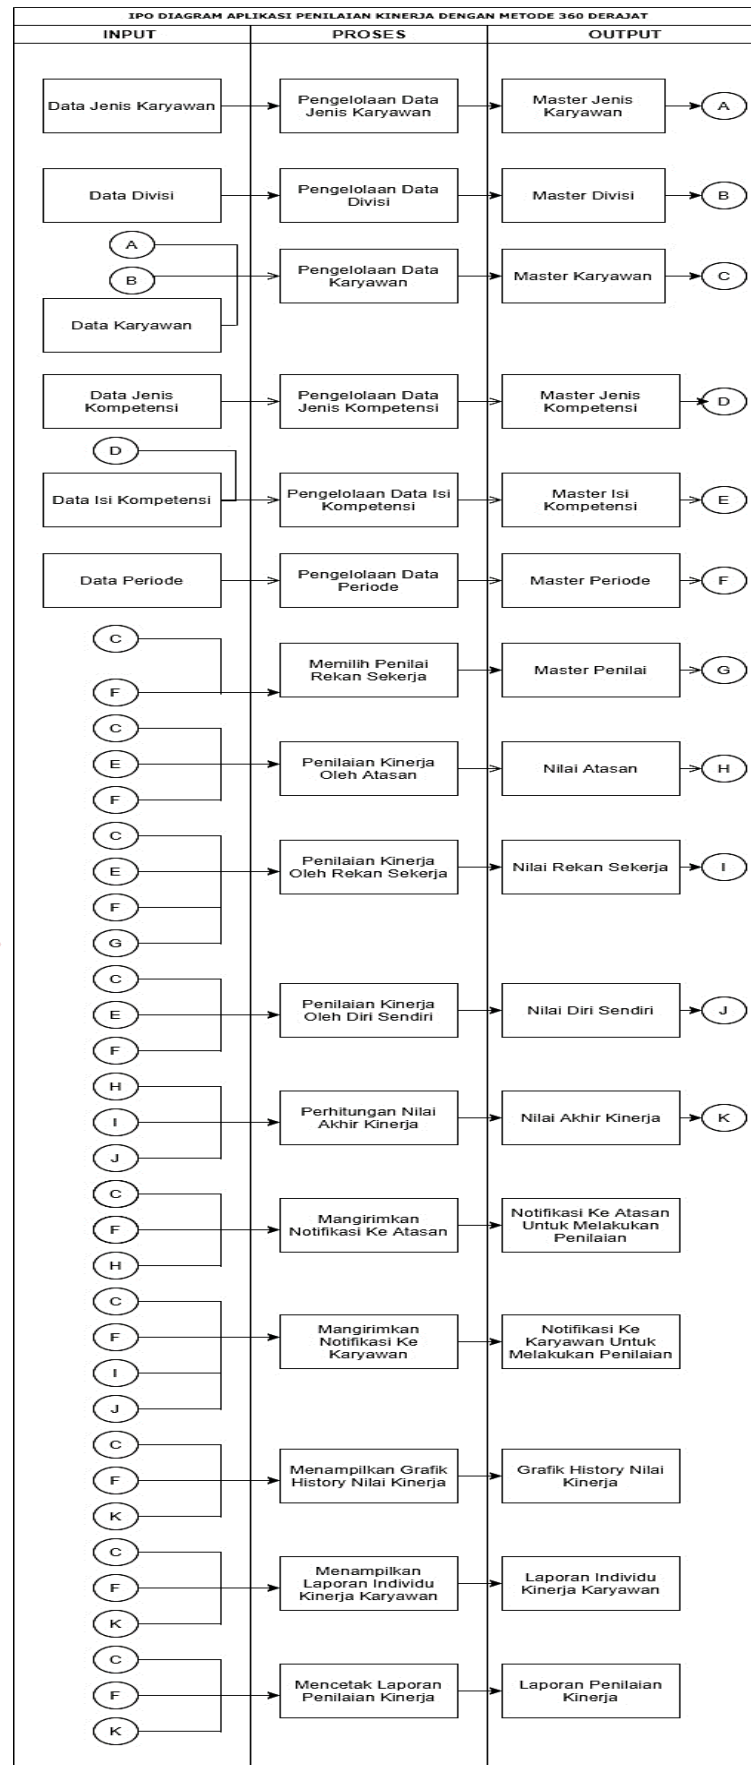 IPO DIAGRAM APLIKASI PENILAIAN KINERJA DENGAN METODE 360 DERAJAT
INPUT
PROSES
OUTPUT
Data Jenis Karyawan
Pengelolaan Data
Jenis Karyawan
Master Jenis
Karyawan
A
Data Divisi
Pengelolaan Data
Divisi
Master Divisi
B
A
B
Data Karyawan
Pengelolaan Data
Karyawan
Master Karyawan
C
Data Jenis
Kompetensi
Pengelolaan Data
Jenis Kompetensi
Master Jenis
Kompetensi
D
D
Data Isi Kompetensi
Pengelolaan Data Isi
Kompetensi
Master Isi
Kompetensi
E
Data Periode
Pengelolaan Data
Periode
Master Periode
F
C
F
Memilih Penilai
Rekan Sekerja
Master Penilai
G
C
E
F
Penilaian Kinerja
Oleh Atasan
Nilai Atasan
H
C
E
F
G
Penilaian Kinerja
Oleh Rekan Sekerja
Nilai Rekan Sekerja
I
C
E
F
Penilaian Kinerja
Oleh Diri Sendiri
Nilai Diri Sendiri
J
H
I
J
Perhitungan Nilai
Akhir Kinerja
Nilai Akhir Kinerja
K
C
F
H
Mangirimkan
Notifikasi Ke Atasan
Notifikasi Ke Atasan
Untuk Melakukan
Penilaian
C
F
I
J
Mangirimkan
Notifikasi Ke
Karyawan
Notifikasi Ke
Karyawan Untuk
Melakukan Penilaian
C
F
K
Menampilkan Grafik
History Nilai Kinerja
Grafik History Nilai
Kinerja
C
F
K
Menampilkan
Laporan Individu
Kinerja Karyawan
Laporan Individu
Kinerja Karyawan
C
F
K
Mencetak Laporan
Penilaian Kinerja
Laporan Penilaian
Kinerja